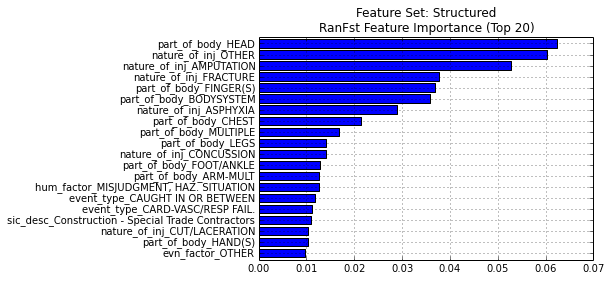 Feature Set: Structured
RanFst Feature Importance (Top 20)
part_of_body_HEAD
nature_of_inj_OTHER
nature_of_inj_AMPUTATION
nature_of_inj_FRACTURE
part_of_body_FINGER(S)
part_of_body_BODYSYSTEM
nature_of_inj_ASPHYXIA
part_of_body_CHEST
part_of_body_MULTIPLE
part_of_body_LEGS
nature_of_inj_CONCUSSION
part_of_body_FOOT/ANKLE
part_of_body_ARM-MULT
hum_factor_MISJUDGMENT, HAZ. SITUATION
event_type_CAUGHT IN OR BETWEEN
event_type_CARD-VASC/RESP FAIL.
sic_desc_Construction - Special Trade Contractors
nature_of_inj_CUT/LACERATION
part_of_body_HAND(S)
evn_factor_OTHER
0.00 0.01 0.02 0.03 0.04 0.05 0.06 0.07